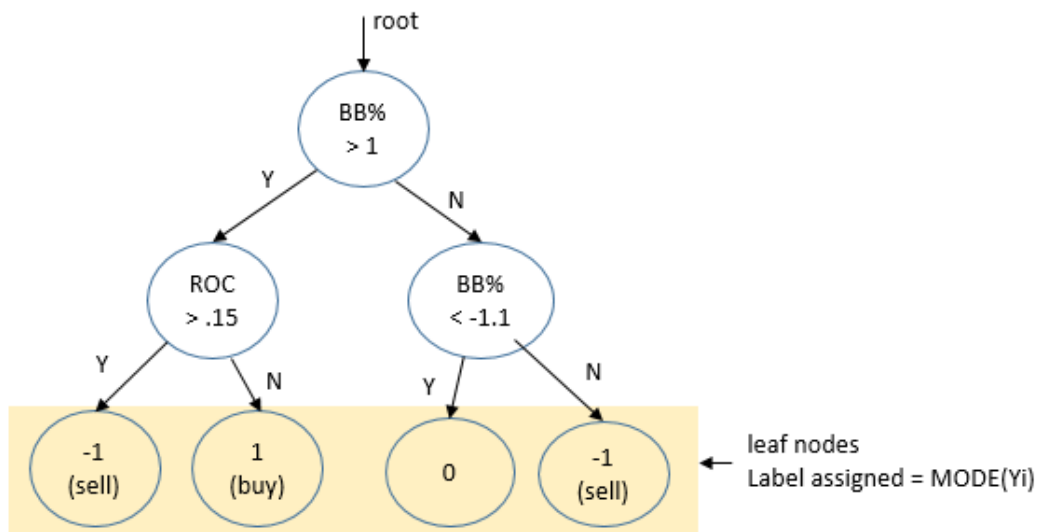 root
BB%
> 1
Y
N
ROC
> .15
BB%
< -1.1
Y
N
Y
N
-1
(sell)
1
(buy)
0
-1
(sell)
leaf nodes
Label assigned = MODE(Yi)